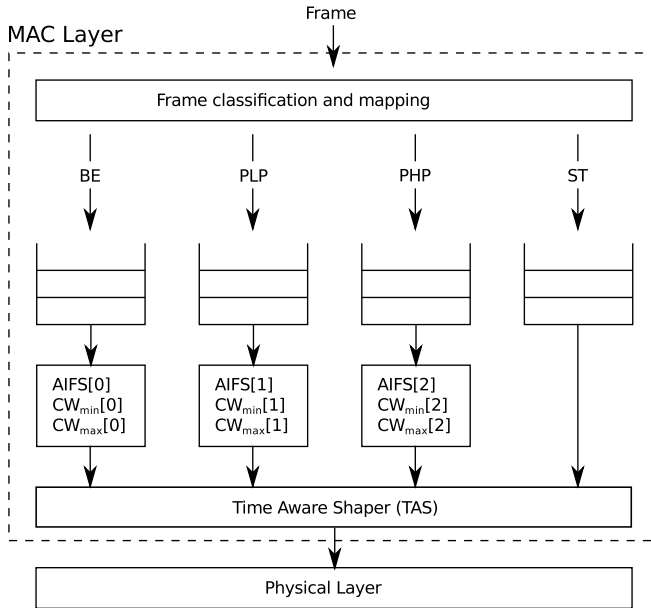 Frame
MAC Layer
Frame classification and mapping
BE PLP PHP ST
AIFS[0] AIFS[1] AIFS[2]
CWmin[0] CWmin[1] CWmin[2]
CWmax[0] CWmax[1] CWmax[2]
Time Aware Shaper (TAS)
Physical Layer